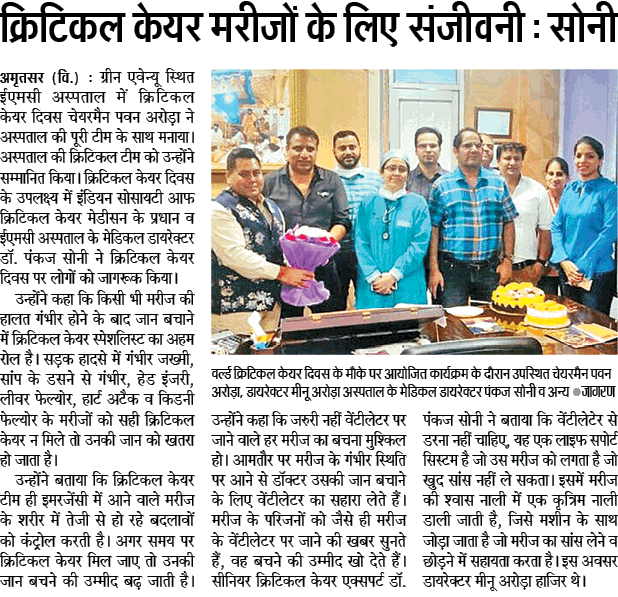 क्रिटिकल केयर मरीजों के लिए संजीवनी : सोनी
अमृतसर (वि.) : ग्रीन एवेन्यू स्थित
ईएमसी अस्पताल में क्रिटिकल
केयर दिवस चेयरमैन पवन अरोड़ा ने
अस्पताल की पूरी टीम के साथ मनाया।
अस्पताल की क्रिटिकल टीम को उन्होंने
सम्मानित किया। क्रिटिकल केयर दिवस
के उपलक्ष्य में इंडियन सोसायटी आफ
क्रिटिकल केयर मेडीसन के प्रधान व
ईएमसी अस्पताल के मेडिकल डायरेक्टर
डॉ. पंकज सोनी ने क्रिटिकल केयर
दिवस पर लोगों को जागरूक किया।
उन्होंने कहा कि किसी भी मरीज की
हालत गंभीर होने के बाद जान बचाने
में क्रिटिकल केयर स्पेशलिस्ट का अहम
रोल है। सड़क हादसे में गंभीर जख्मी,
सांप के डसने से गंभीर, हेड इंजरी,
लीवर फेल्योर, हार्ट अटैक व किडनी
फेल्योर के मरीजों को सही क्रिटिकल
केयर न मिले तो उनकी जान को खतरा
हो जाता है।
उन्होंने बताया कि क्रिटिकल केयर
टीम ही इमरजेंसी में आने वाले मरीज
के शरीर में तेजी से हो रहे बदलावों
को कंट्रोल करती है। अगर समय पर
क्रिटिकल केयर मिल जाए तो उनकी
जान बचने की उम्मीद बढ़ जाती है।
वर्ल्ड क्रिटिकल केयर दिवस के मौके पर आयोजित कार्यक्रम के दौरान उपस्थित चेयरमैन पवन
अरोड़ा, डायरेक्टर मीनू अरोड़ा अस्पताल के मेडिकल डायरेक्टर पंकज सोनी व अन्य ● जागरण
उन्होंने कहा कि जरुरी नहीं वेंटीलेटर पर
जाने वाले हर मरीज का बचना मुश्किल
हो। आमतौर पर मरीज के गंभीर स्थिति
पर आने से डॉक्टर उसकी जान बचाने
के लिए वेंटीलेटर का सहारा लेते हैं।
मरीज के परिजनों को जैसे ही मरीज
के वेंटीलेटर पर जाने की खबर सुनते
हैं, वह बचने की उम्मीद खो देते हैं।
सीनियर क्रिटिकल केयर एक्सपर्ट डॉ.
पंकज सोनी ने बताया कि वेंटीलेटेर से
डरना नहीं चाहिए, यह एक लाइफ सपोर्ट
सिस्टम है जो उस मरीज को लगता है जो
खुद सांस नहीं ले सकता। इसमें मरीज
की श्वास नाली में एक कृत्रिम नाली
डाली जाती है, जिसे मशीन के साथ
जोड़ा जाता है जो मरीज का सांस लेने व
छोड़ने में सहायता करता है। इस अवसर
डायरेक्टर मीनू अरोड़ा हाजिर थे।